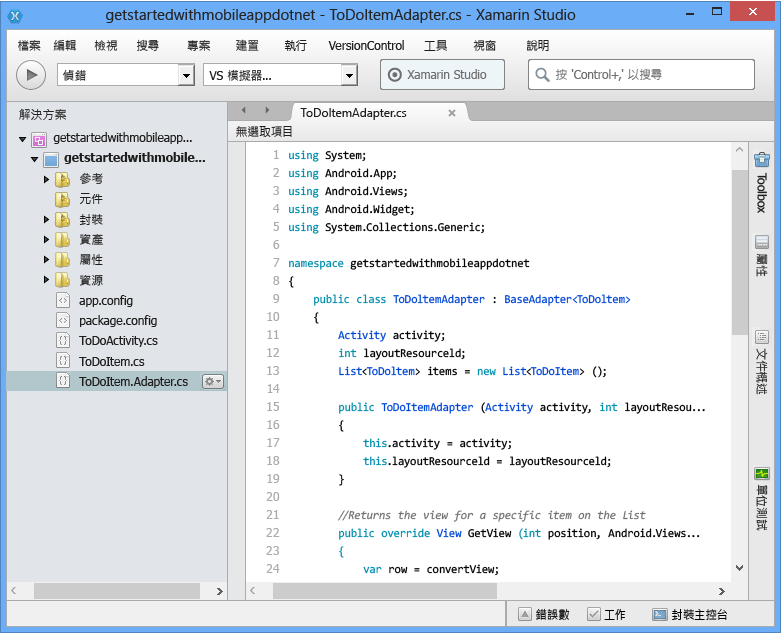 getstartedwithmobileappdotnet - ToDoItemAdapter.cs - Xamarin Studio
檔案 編輯 檢視 搜尋 專案 建置 執行 VersionControl 工具 視窗 說明
偵錯 VS 模擬器... Xamarin Studio 按 'Control+,' 以搜尋
解決方案
getstartedwithmobileapp...
getstartedwithmobile...
參考
元件
封裝
資產
屬性
資源
app.config
package.config
ToDoActivity.cs
ToDoItem.cs
ToDoItem.Adapter.cs
ToDoItemAdapter.cs
無選取項目
1 using System;
2 using Android.App;
3 using Android.Views;
4 using Android.Widget;
5 using System.Collections.Generic;
6
7 namespace getstartedwithmobileappdotnet
8 {
9 public class ToDoItemAdapter : BaseAdapter<ToDoItem>
10 {
11 Activity activity;
12 int layoutResourceId;
13 List<ToDoItem> items = new List<ToDoItem> ();
14
15 public ToDoItemAdapter (Activity activity, int layoutResou...
16 {
17 this.activity = activity;
18 this.layoutResourceId = layoutResourceId;
19 }
20
21 //Returns the view for a specific item on the List
22 public override View GetView (int position, Android.Views...
23 {
24 var row = convertView;
Toolbox
屬性
文件概述
單位測試
錯誤數 工作 封裝主控台